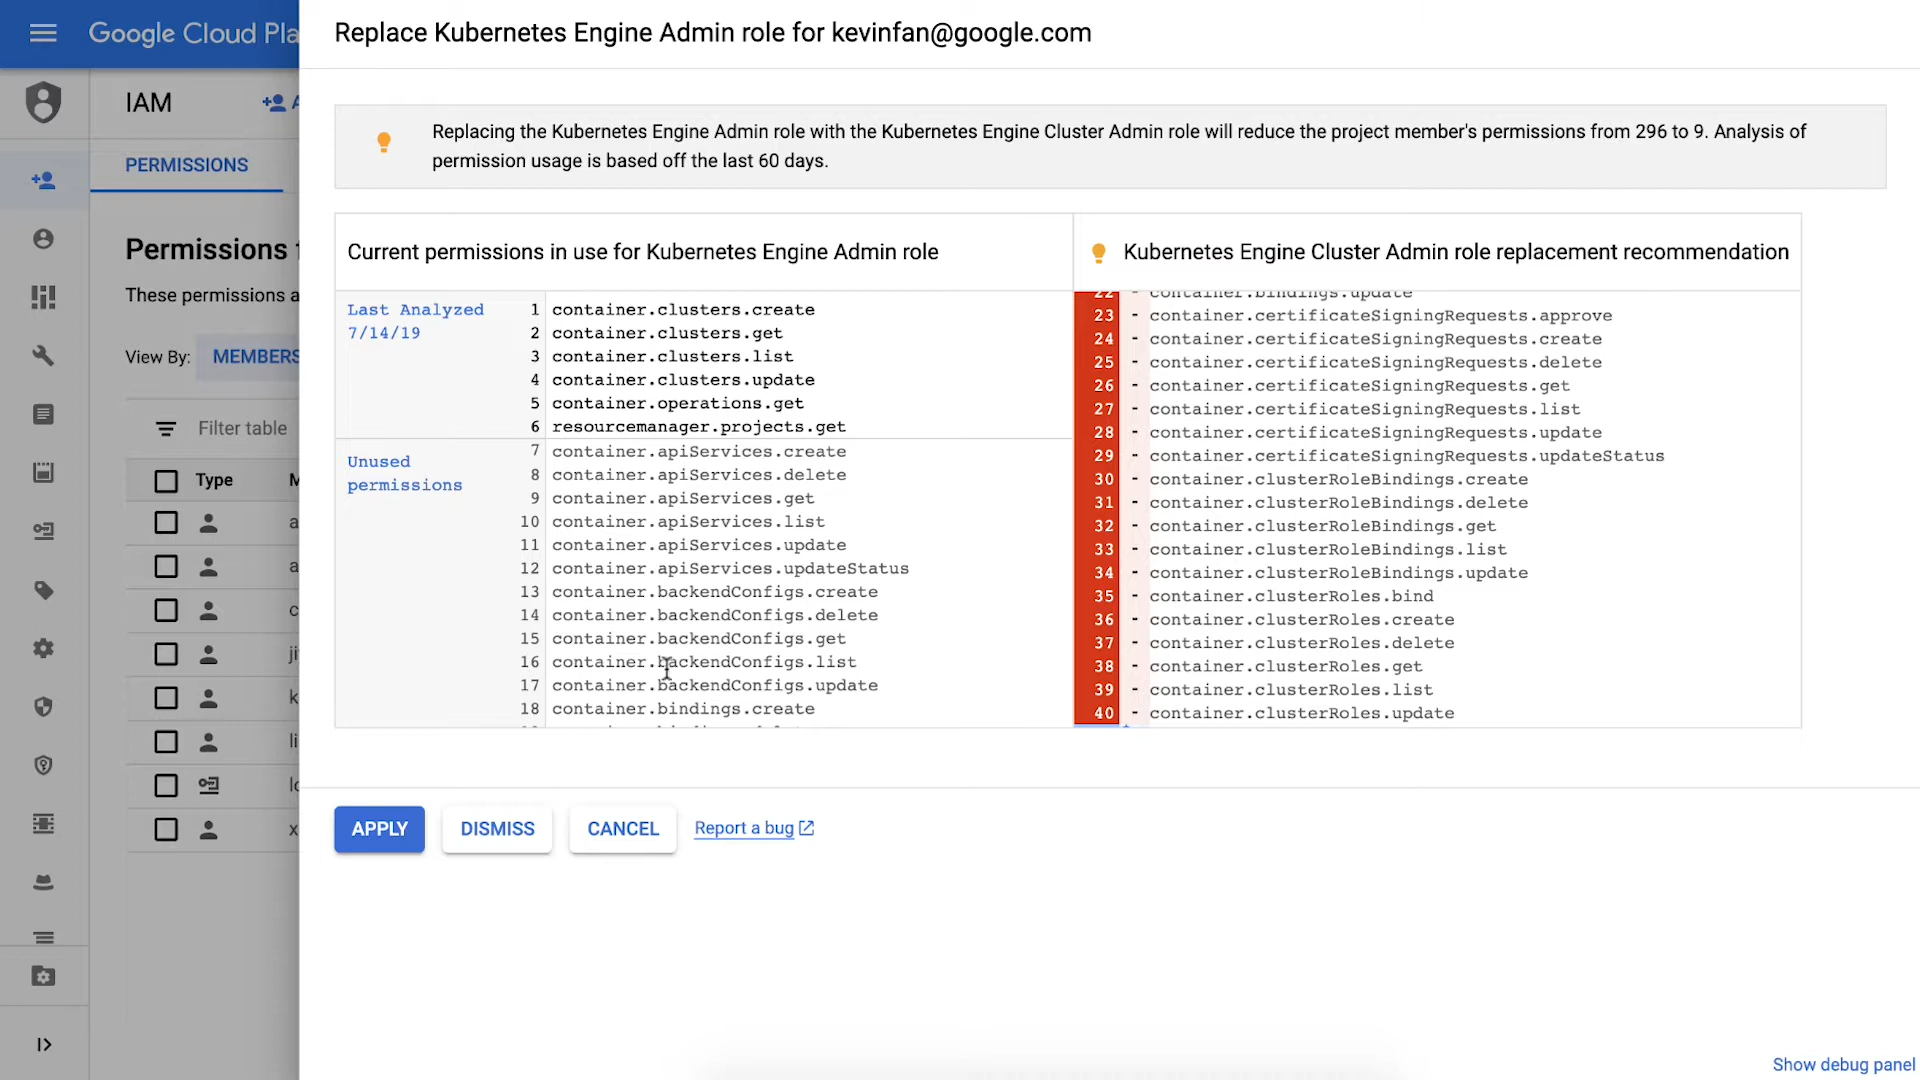 Google Cloud Pla
IAM
PERMISSIONS
Permissions
These permissions a
View By: MEMBERS
Filter table
Type
Replace Kubernetes Engine Admin role for kevinfan@google.com
Replacing the Kubernetes Engine Admin role with the Kubernetes Engine Cluster Admin role will reduce the project member's permissions from 296 to 9. Analysis of
permission usage is based off the last 60 days.
Current permissions in use for Kubernetes Engine Admin role
Last Analyzed
7/14/19
1 container.clusters.create
2 container.clusters.get
3 container.clusters.list
4 container.clusters.update
5 container.operations.get
6 resourcemanager.projects.get
Unused
permissions
7 container.apiServices.create
8 container.apiServices.delete
9 container.apiServices.get
10 container.apiServices.list
11 container.apiServices.update
12 container.apiServices.updateStatus
13 container.backendConfigs.create
14 container.backendConfigs.delete
15 container.backendConfigs.get
16 container.backendConfigs.list
17 container.backendConfigs.update
18 container.bindings.create
Kubernetes Engine Cluster Admin role replacement recommendation
22 - container.bindings.update
23 - container.certificateSigningRequests.approve
24 - container.certificateSigningRequests.create
25 - container.certificateSigningRequests.delete
26 - container.certificateSigningRequests.get
27 - container.certificateSigningRequests.list
28 - container.certificateSigningRequests.update
29 - container.certificateSigningRequests.updateStatus
30 - container.clusterRoleBindings.create
31 - container.clusterRoleBindings.delete
32 - container.clusterRoleBindings.get
33 - container.clusterRoleBindings.list
34 - container.clusterRoleBindings.update
35 - container.clusterRoles.bind
36 - container.clusterRoles.create
37 - container.clusterRoles.delete
38 - container.clusterRoles.get
39 - container.clusterRoles.list
40 - container.clusterRoles.update
APPLY
DISMISS
CANCEL
Report a bug
Show debug panel